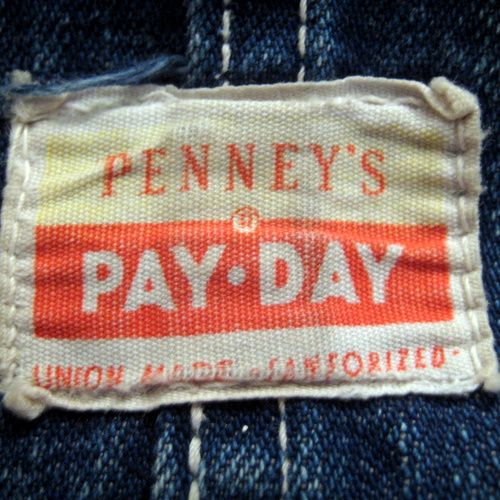 PENNEY'S
®
PAY•DAY
UNION MADE - SANFORIZED -